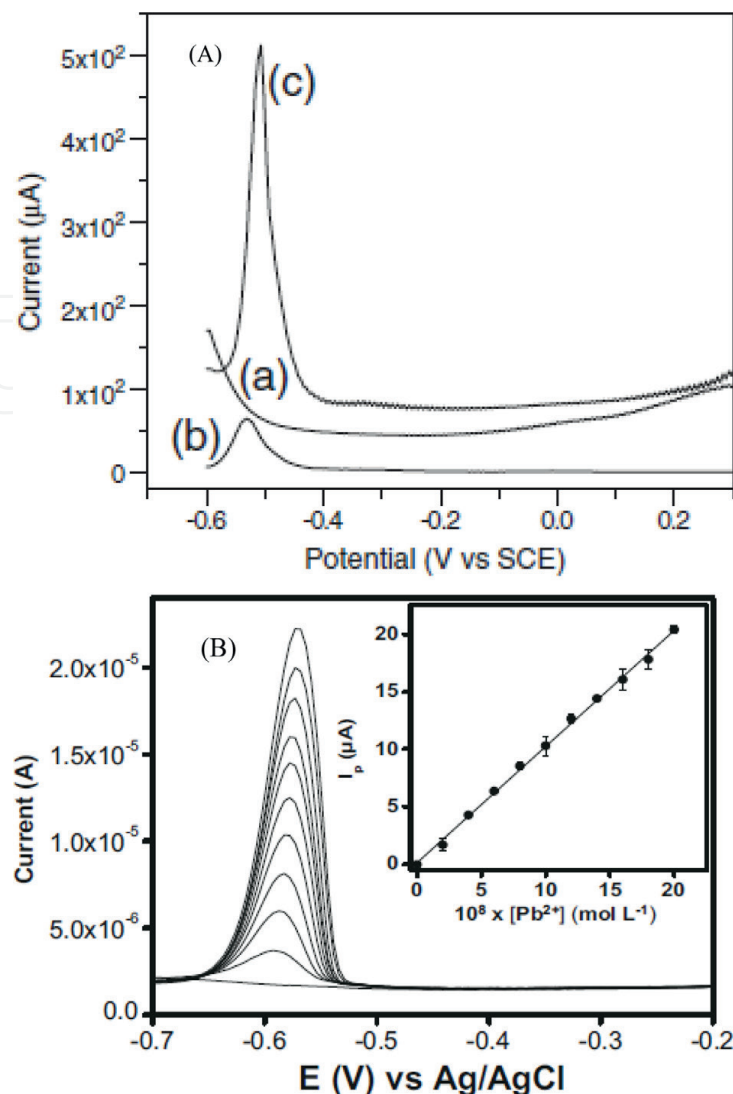 (A)
5x10²
(c)
4x10²
3x10²
2x10²
1x10²
0
(a)
(b)
Current (µA)
-0.6
-0.4
-0.2
0.0
0.2
Potential (V vs SCE)
(B)
2.0x10⁻⁵
1.5x10⁻⁵
1.0x10⁻⁵
5.0x10⁻⁶
0.0
Current (A)
20
15
10
5
0
I_p (µA)
0 5 10 15 20
10⁸ x [Pb²⁺] (mol L⁻¹)
-0.7 -0.6 -0.5 -0.4 -0.3 -0.2
E (V) vs Ag/AgCl